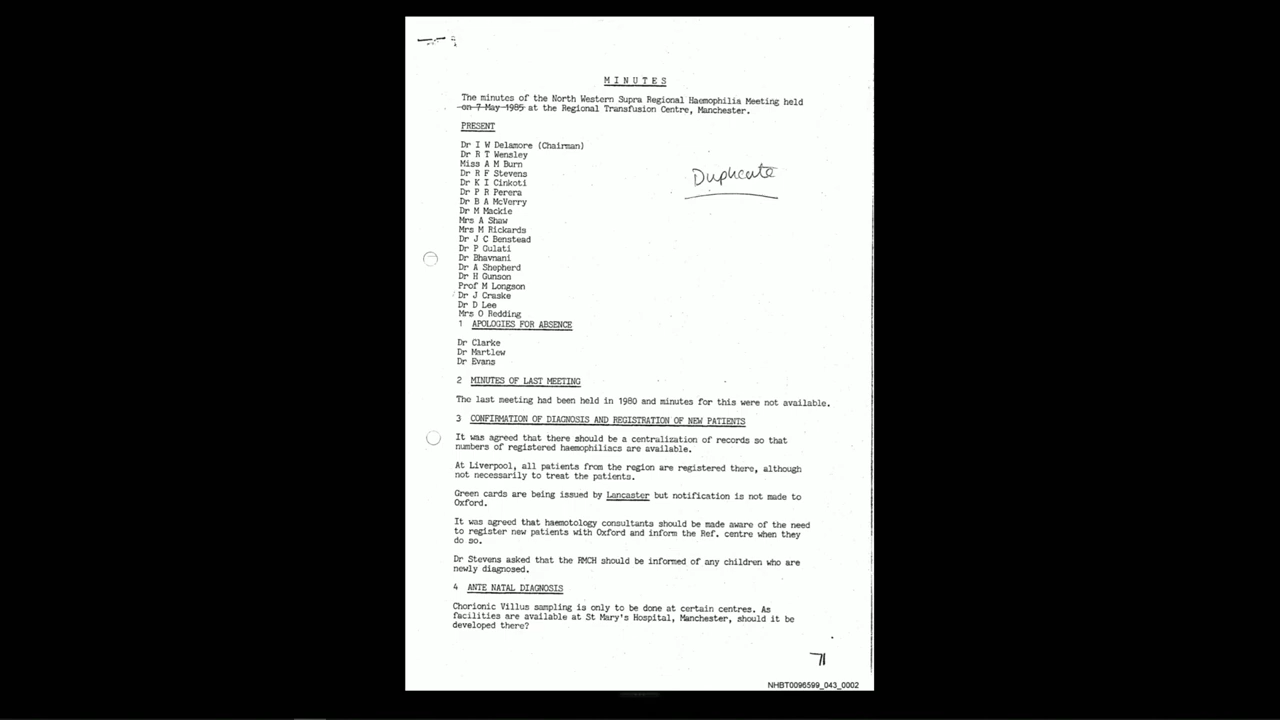 M I N U T E S
The minutes of the North Western Supra Regional Haemophilia Meeting held
on 7 May 1985 at the Regional Transfusion Centre, Manchester.
PRESENT
Dr I W Delamore (Chairman)
Dr R T Wensley
Miss A M Burn
Dr R F Stevens
Dr K I Cinkoti
Dr P R Perera
Dr B A McVerry
Dr M Mackie
Mrs A Shaw
Mrs M Rickards
Dr J C Benstead
Dr P Gulati
Dr Bhavnani
Dr A Shepherd
Dr H Gunson
Prof M Longson
Dr J Craske
Dr D Lee
Mrs O Redding
Duplicate
1 APOLOGIES FOR ABSENCE
Dr Clarke
Dr Martlew
Dr Evans
2 MINUTES OF LAST MEETING
The last meeting had been held in 1980 and minutes for this were not available.
3 CONFIRMATION OF DIAGNOSIS AND REGISTRATION OF NEW PATIENTS
It was agreed that there should be a centralization of records so that
numbers of registered haemophiliacs are available.
At Liverpool, all patients from the region are registered there, although
not necessarily to treat the patients.
Green cards are being issued by Lancaster but notification is not made to
Oxford.
It was agreed that haemotology consultants should be made aware of the need
to register new patients with Oxford and inform the Ref. centre when they
do so.
Dr Stevens asked that the RMCH should be informed of any children who are
newly diagnosed.
4 ANTE NATAL DIAGNOSIS
Chorionic Villus sampling is only to be done at certain centres. As
facilities are available at St Mary's Hospital, Manchester, should it be
developed there?
71
NHBT0096599_043_0002